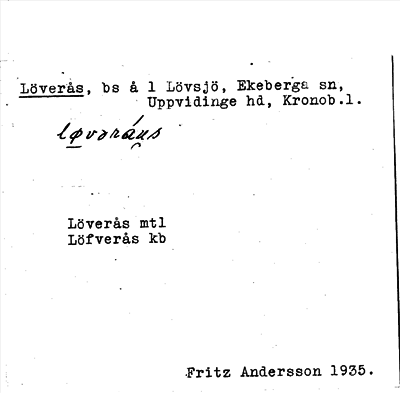 Löverås, bs å 1 Lövsjö, Ekeberga sn,
Uppvidinge hd, Kronob.l.
Löverås mtl
Löfverås kb
Fritz Andersson 1935.